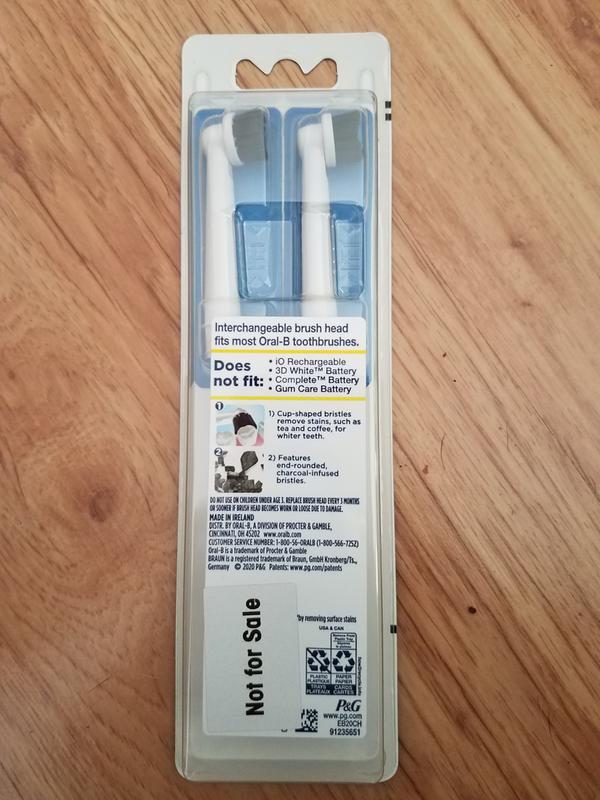 Interchangeable brush head
fits most Oral-B toothbrushes.
Does
not fit:
• iO Rechargeable
• 3D White™ Battery
• Complete™ Battery
• Gum Care Battery
1
1) Cup-shaped bristles
remove stains, such as
tea and coffee, for
whiter teeth.
2
2) Features
end-rounded,
charcoal-infused
bristles.
DO NOT USE ON CHILDREN UNDER AGE 3. REPLACE BRUSH HEAD EVERY 3 MONTHS
OR SOONER IF BRUSH HEAD BECOMES WORN OR LOOSE DUE TO DAMAGE.
MADE IN IRELAND
DISTR. BY ORAL-B, A DIVISION OF PROCTER & GAMBLE,
CINCINNATI, OH 45202 www.oralb.com
CUSTOMER SERVICE NUMBER: 1-800-56-ORALB (1-800-566-7252)
Oral-B is a trademark of Procter & Gamble
BRAUN is a registered trademark of Braun, GmbH Kronberg/Ts.,
Germany © 2020 P&G Patents: www.pg.com/patents
Not for Sale
*by removing surface stains
USA & CAN
PLASTIC
PLASTIQUE
PAPER
PAPIER
TRAYS
PLATEAUX
CARDS
CARTES
P&G
www.pg.com
EB20CH
91235651